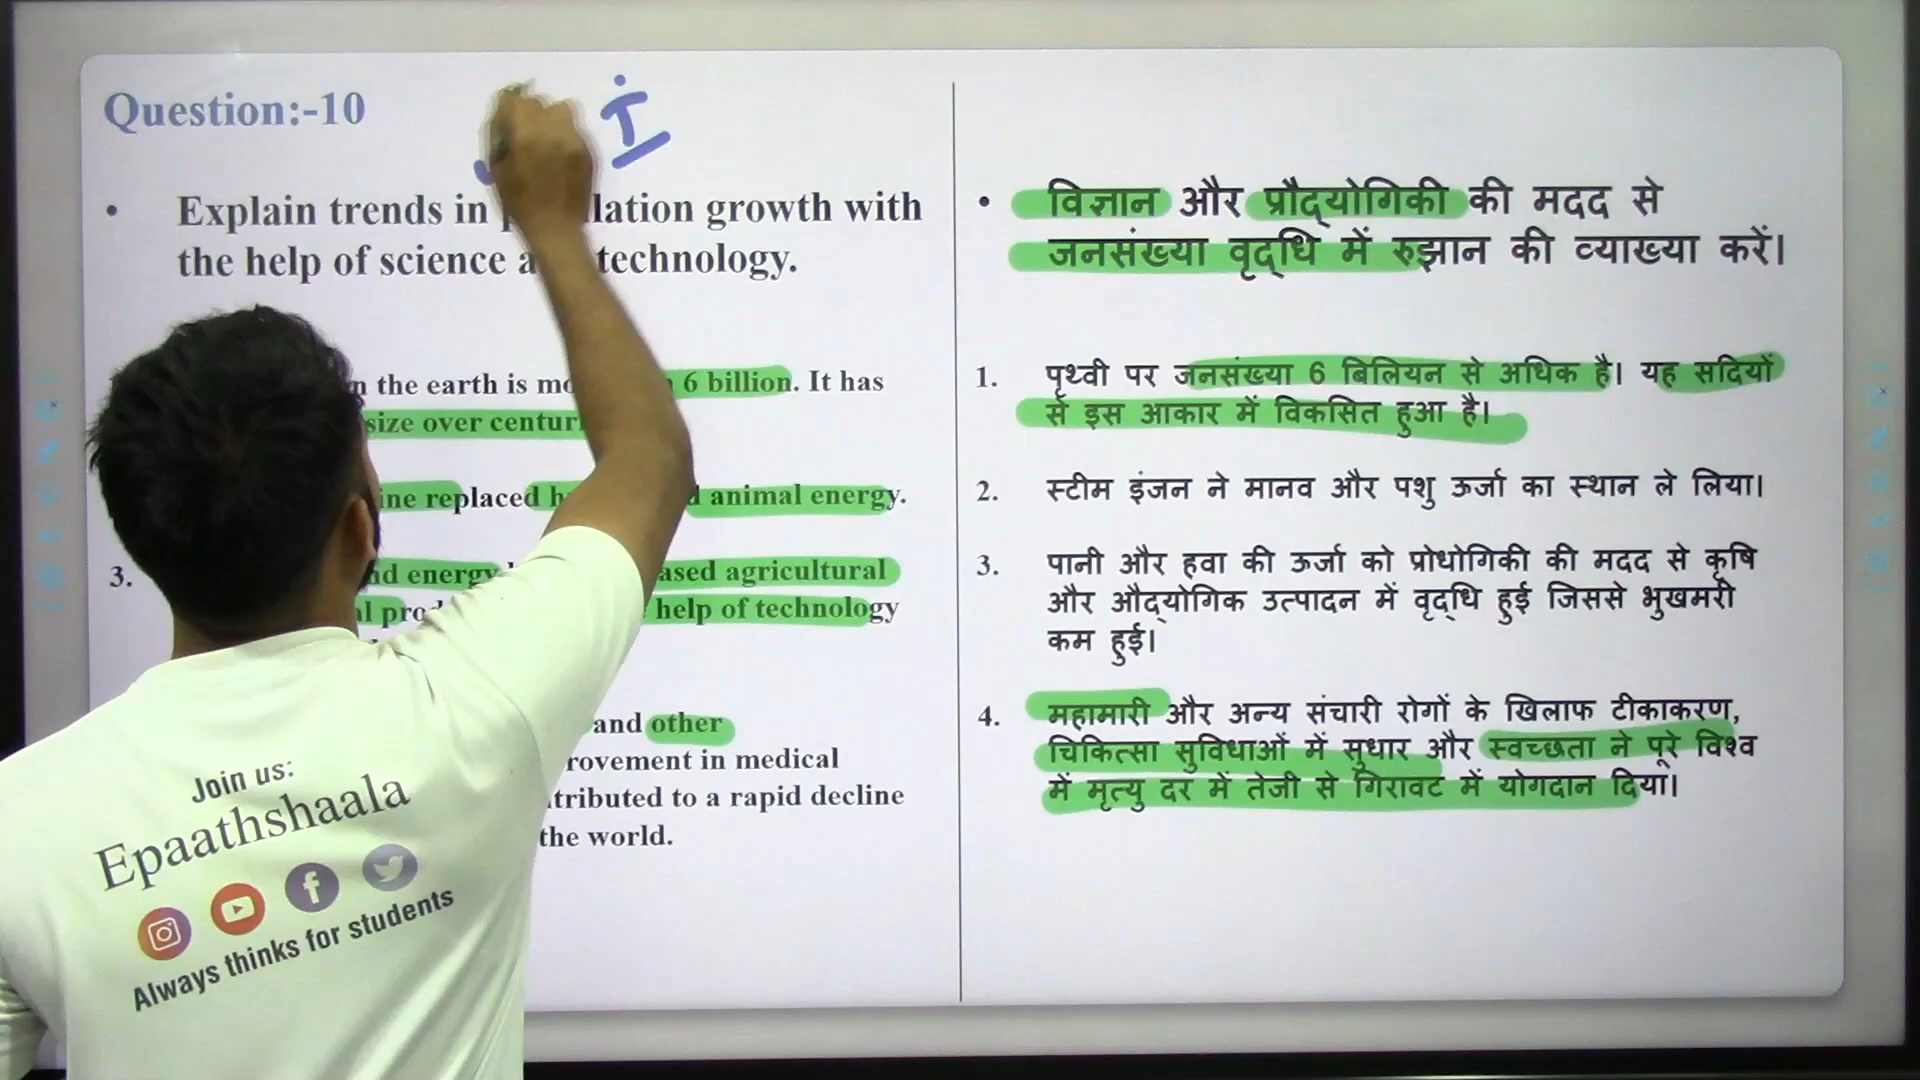 Question:-10
Explain trends in lation growth with
the help of science technology.
the earth is 6 billion. It has
size over
replaced animal energy.
3. energy ased agricultural
help of technology
and other
rovement in medical
tributed to a rapid decline
the world.
• विज्ञान और प्रौद्योगिकी की मदद से
जनसंख्या वृद्धि में रुझान की व्याख्या करें।
1. पृथ्वी पर जनसंख्या 6 बिलियन से अधिक है। यह सदियों
से इस आकार में विकसित हुआ है।
2. स्टीम इंजन ने मानव और पशु ऊर्जा का स्थान ले लिया।
3. पानी और हवा की ऊर्जा को प्रोधोगिकी की मदद से कृषि
और औद्योगिक उत्पादन में वृद्धि हुई जिससे भुखमरी
कम हुई।
4. महामारी और अन्य संचारी रोगों के खिलाफ टीकाकरण,
चिकित्सा सुविधाओं में सुधार और स्वच्छता ने पूरे विश्व
में मृत्यु दर में तेजी से गिरावट में योगदान दिया।
Join us:
Epaathshaala
Always thinks for students